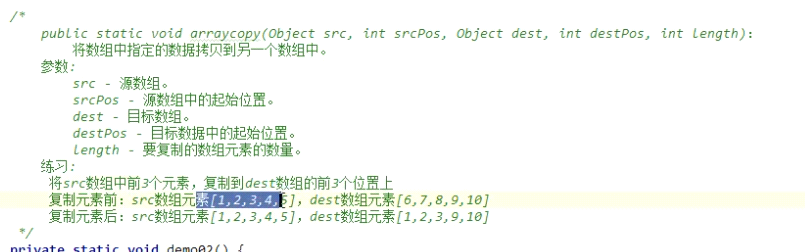 /*
public static void arraycopy(Object src, int srcPos, Object dest, int destPos, int length):
将数组中指定的数据拷贝到另一个数组中。
参数:
src - 源数组。
srcPos - 源数组中的起始位置。
dest - 目标数组。
destPos - 目标数据中的起始位置。
length - 要复制的数组元素的数量。
练习:
将src数组中前3个元素，复制到dest数组的前3个位置上
复制元素前：src数组元素[1,2,3,4,5]，dest数组元素[6,7,8,9,10]
复制元素后：src数组元素[1,2,3,4,5]，dest数组元素[1,2,3,9,10]
*/
private static void demo02() {